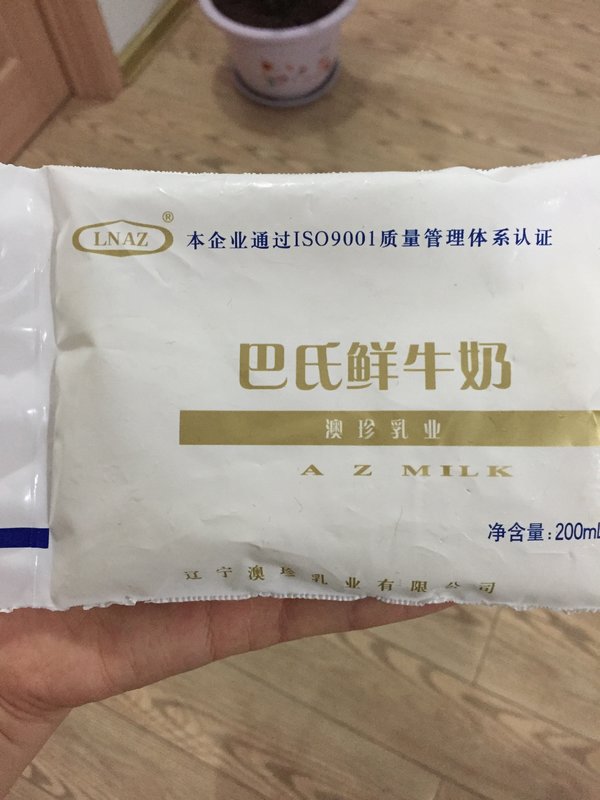 LNAZ® 本企业通过ISO9001质量管理体系认证
巴氏鲜牛奶
澳珍乳业
A Z MILK
净含量:200mL
辽宁澳珍乳业有限公司